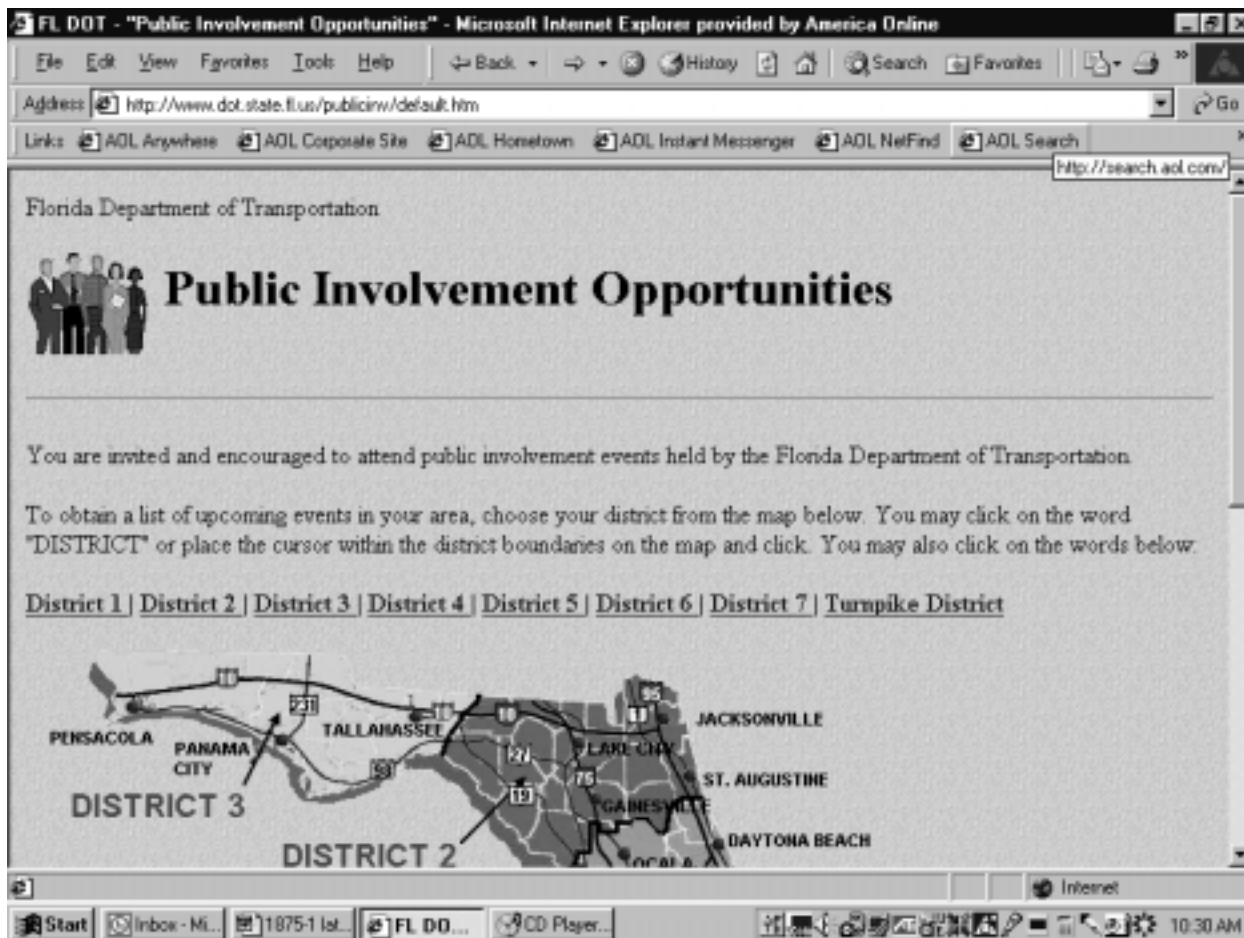 FL DOT - "Public Involvement Opportunities" - Microsoft Internet Explorer provided by America Online
File Edit View Favorites Tools Help Back History Search Favorites »
Address http://www.dot.state.fl.us/publicinv/default.htm Go
Links AOL Anywhere AOL Corporate Site AOL Hometown AOL Instant Messenger AOL NetFind AOL Search
http://search.aol.com/
Florida Department of Transportation
Public Involvement Opportunities
You are invited and encouraged to attend public involvement events held by the Florida Department of Transportation.
To obtain a list of upcoming events in your area, choose your district from the map below. You may click on the word
"DISTRICT" or place the cursor within the district boundaries on the map and click. You may also click on the words below:
District 1 | District 2 | District 3 | District 4 | District 5 | District 6 | District 7 | Turnpike District
95
231
JACKSONVILLE
PENSACOLA
TALLAHASSEE
PANAMA
CITY
27
LAKE CITY
98
75
ST. AUGUSTINE
19
DISTRICT 3
GAINESVILLE
DAYTONA BEACH
DISTRICT 2
OCALA
Internet
Start Inbox - Mi... 1875-1 lat... FL DO... CD Player... 10:30 AM